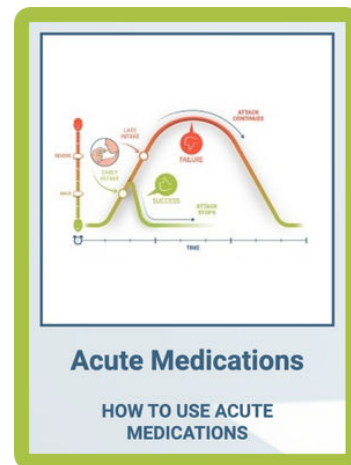 ATTACK
CONTINUES
LATE
INTAKE
SEVERE
FAILURE
EARLY
INTAKE
MILD
SUCCESS
ATTACK
STOPS
TIME
Acute Medications
HOW TO USE ACUTE
MEDICATIONS